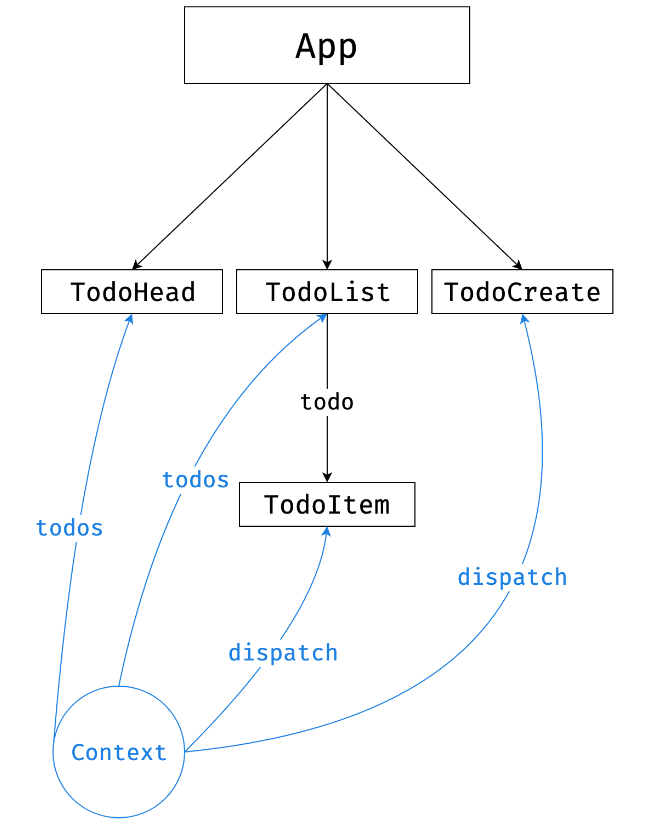 App
TodoHead
TodoList
TodoCreate
todo
todos
TodoItem
todos
dispatch
dispatch
Context